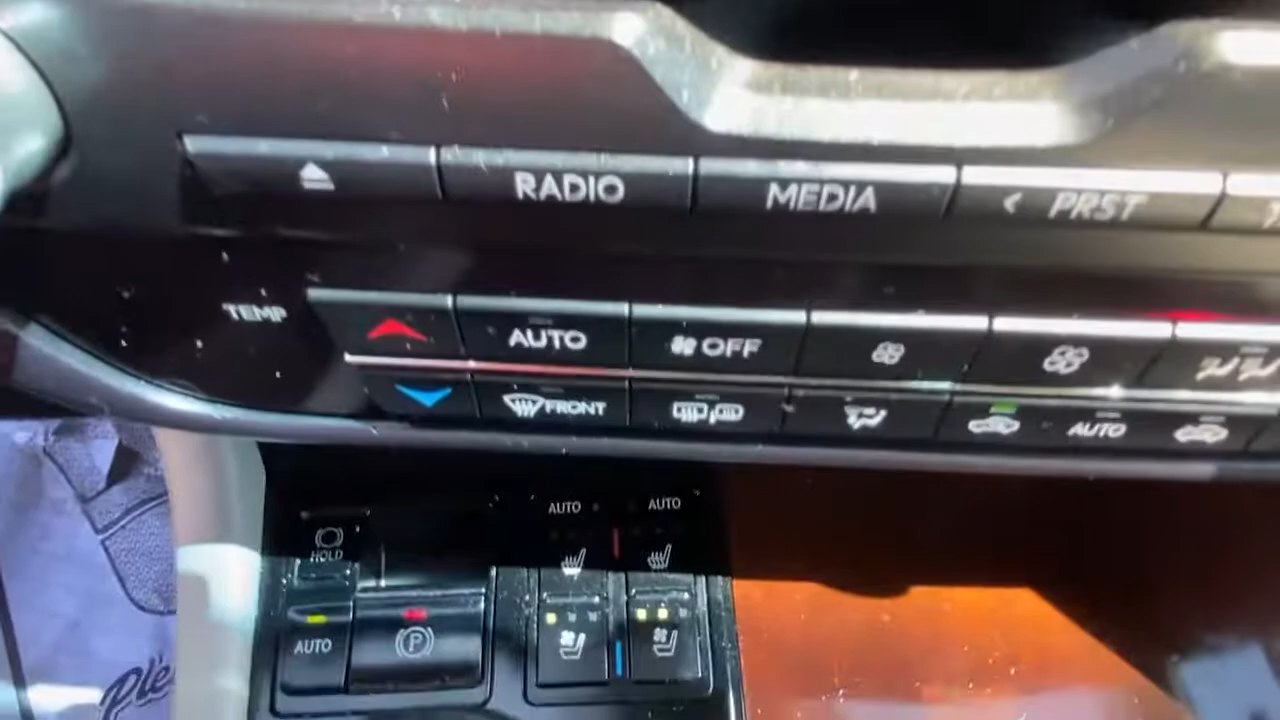 RADIO MEDIA < PRST
TEMP AUTO OFF
FRONT AUTO
AUTO AUTO
HOLD
AUTO P